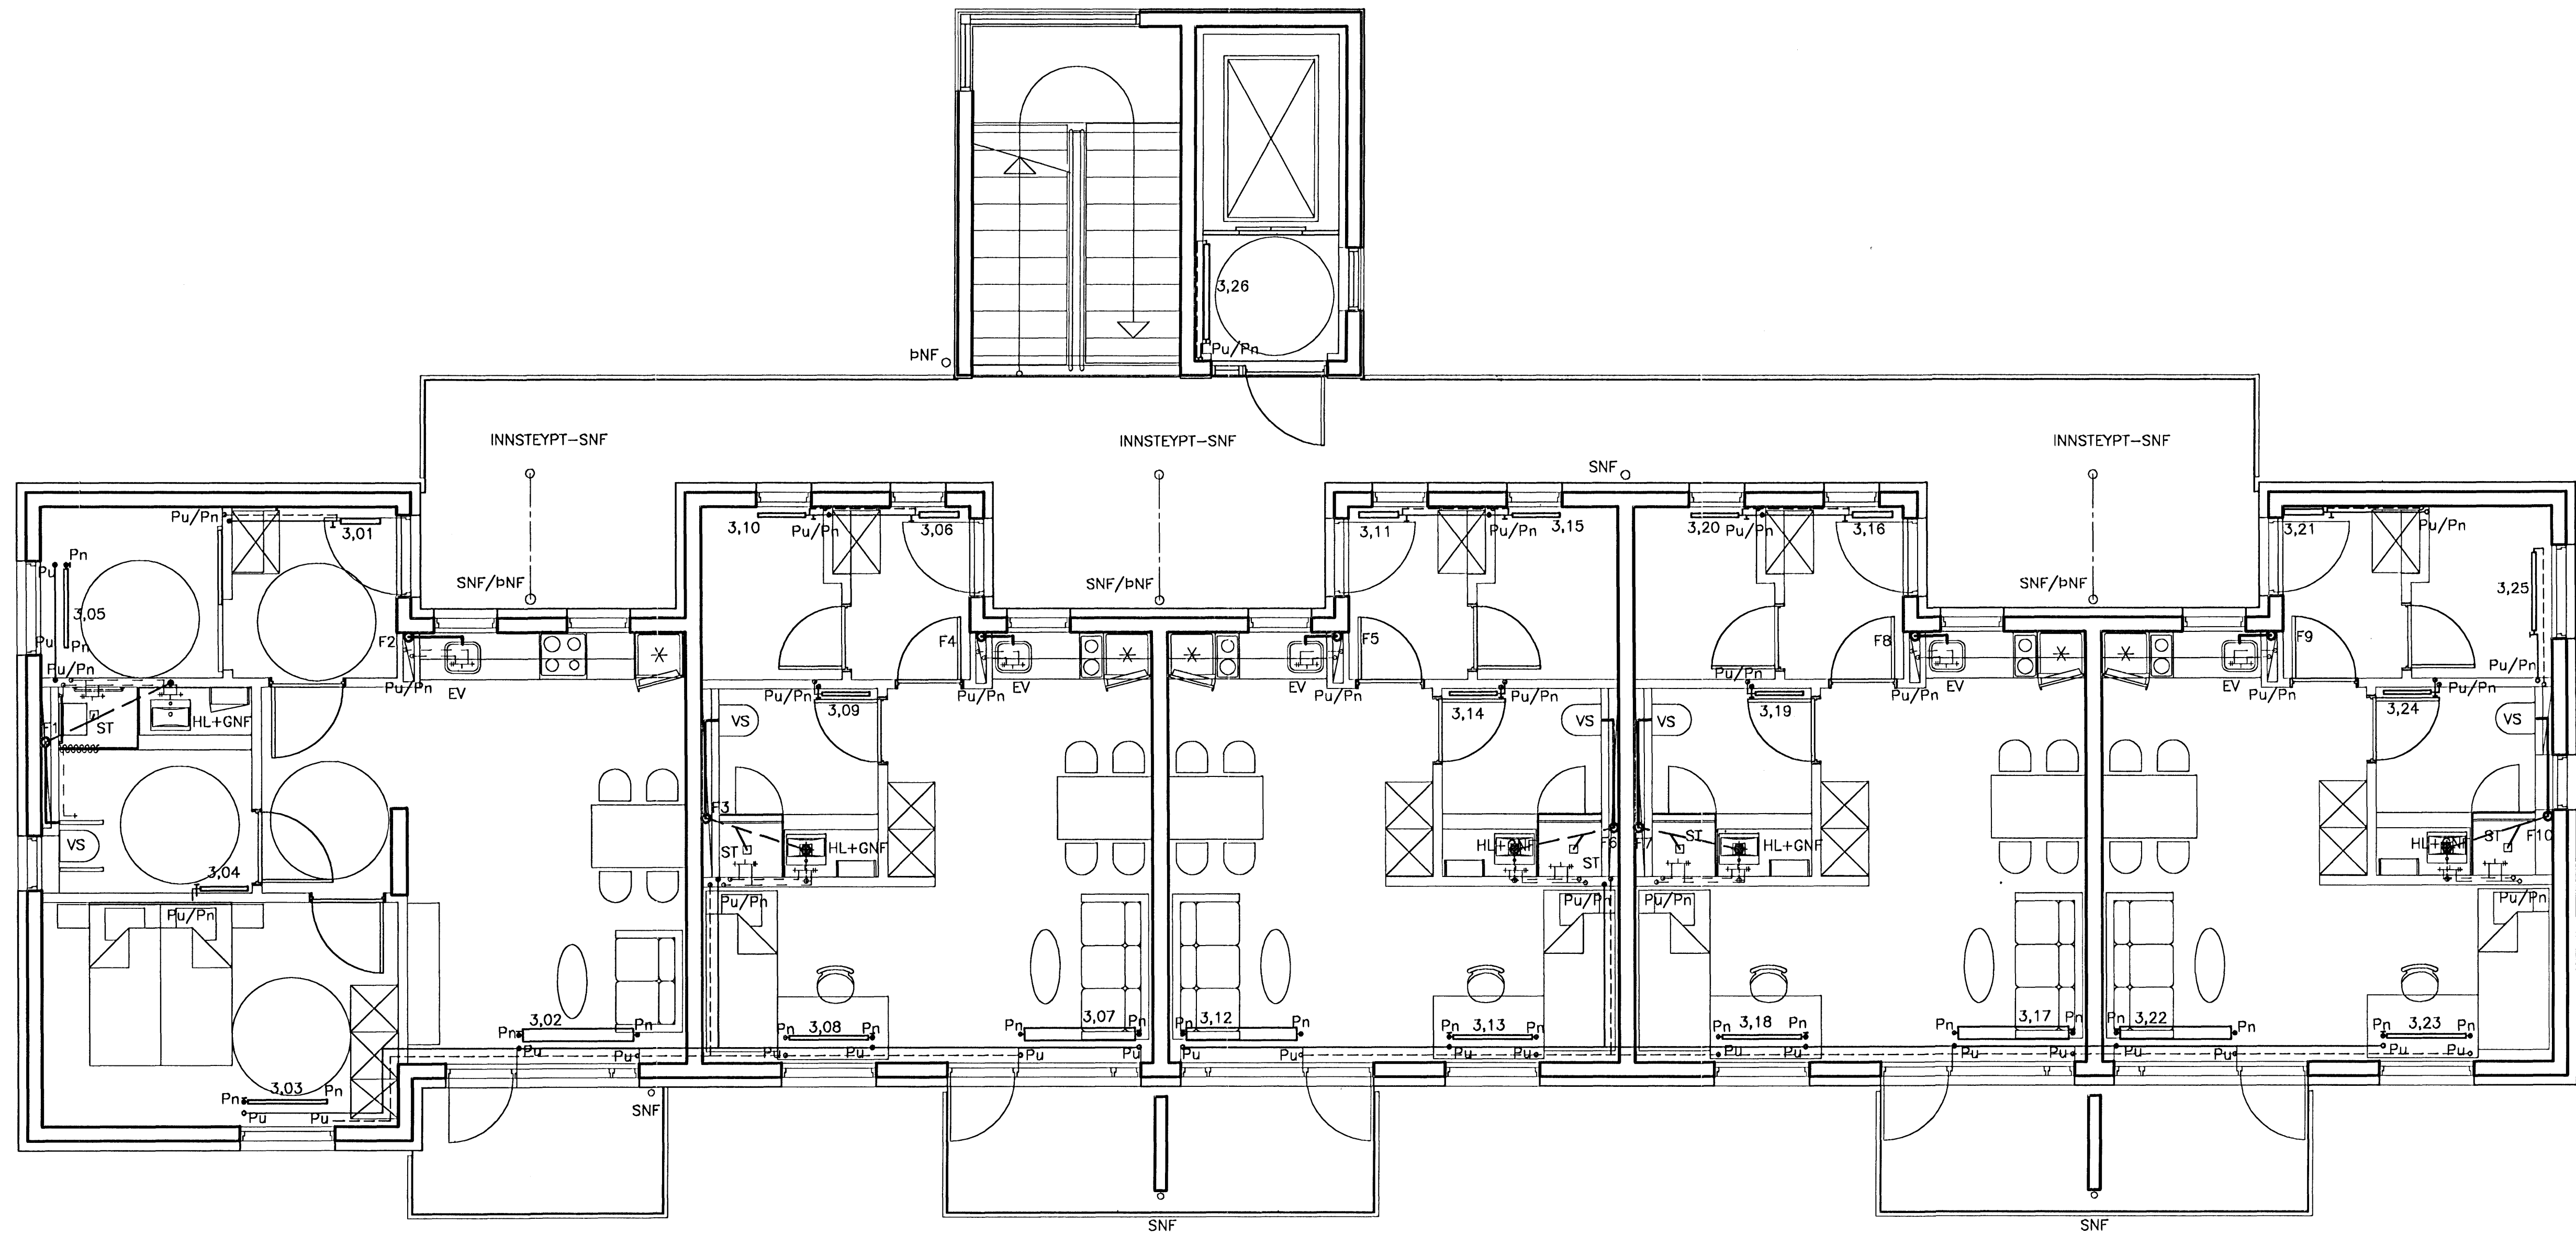 3,26
Pu/Pn
ÞNF
INNSTEYPT-SNF
INNSTEYPT-SNF
INNSTEYPT-SNF
SNF
Pu/Pn
3,01
3,10
Pu/Pn
3,06
3,11
Pu/Pn
3,15
3,20
Pu/Pn
3,16
3,21
Pu/Pn
Pn
Pu
3,05
Pu
Pn
Pu/Pn
SNF/ÞNF
SNF/ÞNF
SNF/ÞNF
3,25
F2
F4
F5
F8
F9
Pu/Pn
EV
Pu/Pn
3,09
Pu/Pn
EV
EV
Pu/Pn
3,14
Pu/Pn
Pu/Pn
3,19
Pu/Pn
EV
EV
Pu/Pn
3,24
Pu/Pn
Pu/Pn
F1
ST
HL+GNF
VS
VS
VS
VS
VS
3,04
Pu/Pn
F3
ST
HL+GNF
Pu/Pn
HL+GNF
ST
F6
Pu/Pn
F7
ST
HL+GNF
Pu/Pn
HL+GNF
ST
F10
Pu/Pn
Pn
3,02
Pn
Pu
Pu
Pn
3,08
Pn
Pu
Pu
Pn
3,07
Pn
Pu
Pu
Pn
3,12
Pn
Pu
Pu
Pn
3,13
Pn
Pu
Pu
Pn
3,18
Pn
Pu
Pu
Pn
3,17
Pn
Pu
Pu
Pn
3,22
Pn
Pu
Pu
Pn
3,23
Pn
Pu
Pu
3,03
Pn
Pn
Pu
Pu
SNF
SNF
SNF